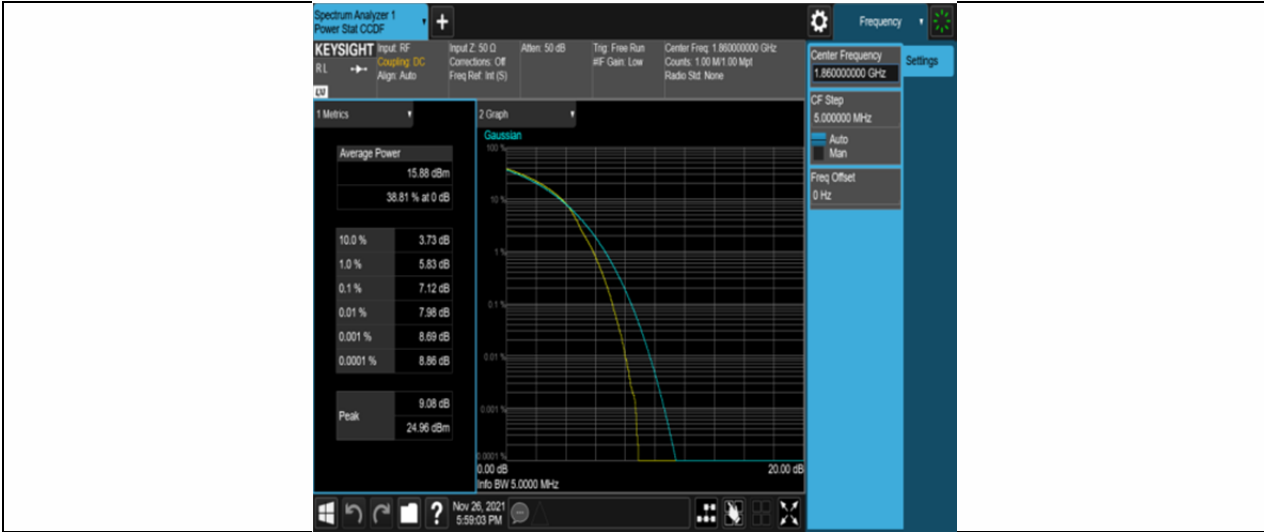 Spectrum Analyzer 1
Power Stat CCDF
Frequency
KEYSIGHT
R L
LW
Input: RF
Coupling: DC
Align: Auto
Input Z: 50 Ω
Corrections: Off
Freq Ref: Int (S)
Atten: 50 dB
Trig: Free Run
#IF Gain: Low
Center Freq: 1.860000000 GHz
Counts: 1.00 M/1.00 Mpt
Radio Std: None
Center Frequency
1.860000000 GHz
Settings
CF Step
5.000000 MHz
Auto
Man
Freq Offset
0 Hz
1 Metrics
Average Power
15.88 dBm
38.81 % at 0 dB
10.0 % 3.73 dB
1.0 % 5.83 dB
0.1 % 7.12 dB
0.01 % 7.98 dB
0.001 % 8.69 dB
0.0001 % 8.86 dB
Peak
9.08 dB
24.96 dBm
2 Graph
Gaussian
100 %
10 %
1 %
0.1 %
0.01 %
0.001 %
0.0001 %
0.00 dB 20.00 dB
Info BW 5.0000 MHz
?
Nov 26, 2021
5:59:03 PM